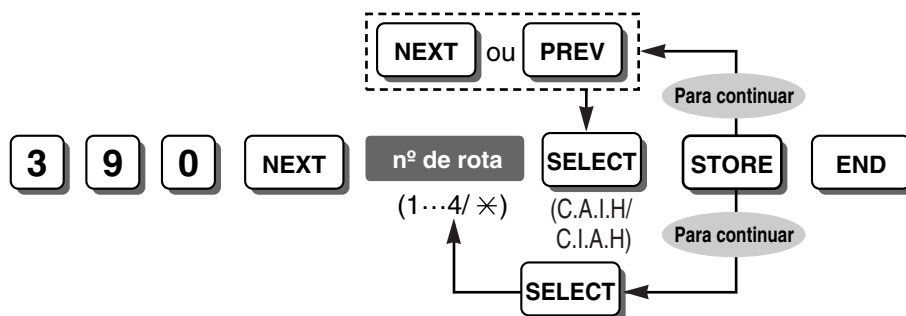 NEXT ou PREV
Para continuar
3 9 0 NEXT nº de rota SELECT STORE END
(1···4/ ✳) (C.A.I.H/
C.I.A.H)
Para continuar
SELECT